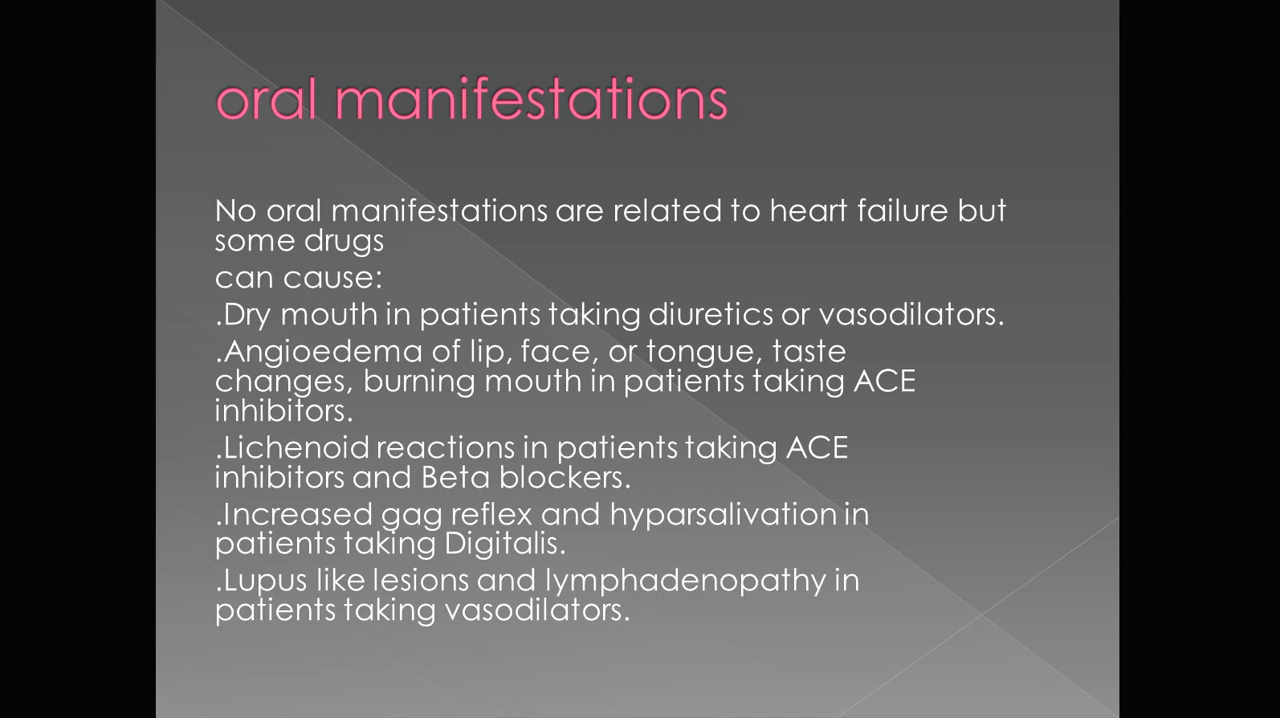 oral manifestations
No oral manifestations are related to heart failure but
some drugs
can cause:
.Dry mouth in patients taking diuretics or vasodilators.
.Angioedema of lip, face, or tongue, taste
changes, burning mouth in patients taking ACE
inhibitors.
.Lichenoid reactions in patients taking ACE
inhibitors and Beta blockers.
.Increased gag reflex and hyparsalivation in
patients taking Digitalis.
.Lupus like lesions and lymphadenopathy in
patients taking vasodilators.